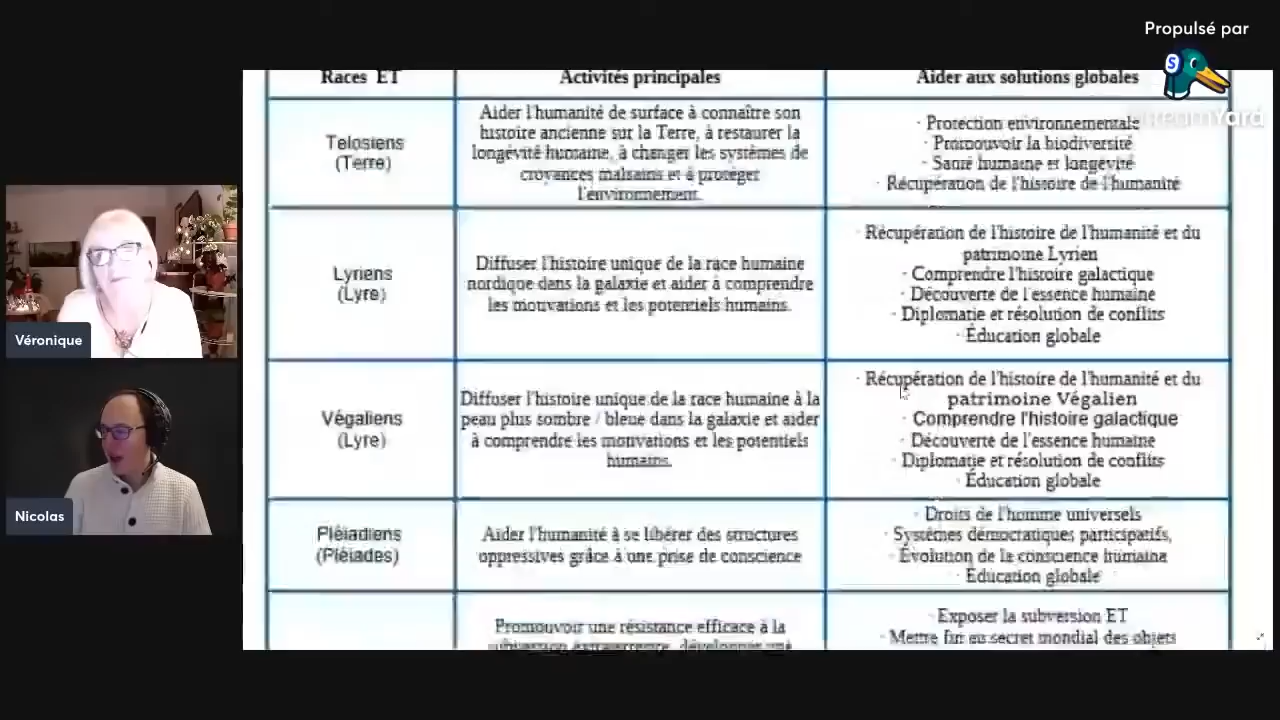 Propulsé par
StreamYard
Races ET
Activités principales
Aider aux solutions globales
Telosiens
(Terre)
Aider l'humanité de surface à connaître son
histoire ancienne sur la Terre, à restaurer la
longévité humaine, à changer les systèmes de
croyances malsains et à protéger
l'environnement.
· Protection environnementale
· Promouvoir la biodiversité
· Santé humaine et longévité
· Récupération de l'histoire de l'humanité
Lyriens
(Lyre)
Diffuser l'histoire unique de la race humaine
nordique dans la galaxie et aider à comprendre
les motivations et les potentiels humains.
· Récupération de l'histoire de l'humanité et du
patrimoine Lyrien
· Comprendre l'histoire galactique
· Découverte de l'essence humaine
· Diplomatie et résolution de conflits
· Éducation globale
Végaliens
(Lyre)
Diffuser l'histoire unique de la race humaine à la
peau plus sombre / bleue dans la galaxie et aider
à comprendre les motivations et les potentiels
humains.
· Récupération de l'histoire de l'humanité et du
patrimoine Végalien
· Comprendre l'histoire galactique
· Découverte de l'essence humaine
· Diplomatie et résolution de conflits
· Éducation globale
Pléiadiens
(Pléiades)
Aider l'humanité à se libérer des structures
oppressives grâce à une prise de conscience
· Droits de l'homme universels
· Systèmes démocratiques participatifs,
· Évolution de la conscience humaine
· Education globale
Promouvoir une résistance efficace à la
subversion extraterrestre, développer une
· Exposer la subversion ET
· Mettre fin au secret mondial des objets
Véronique
Nicolas